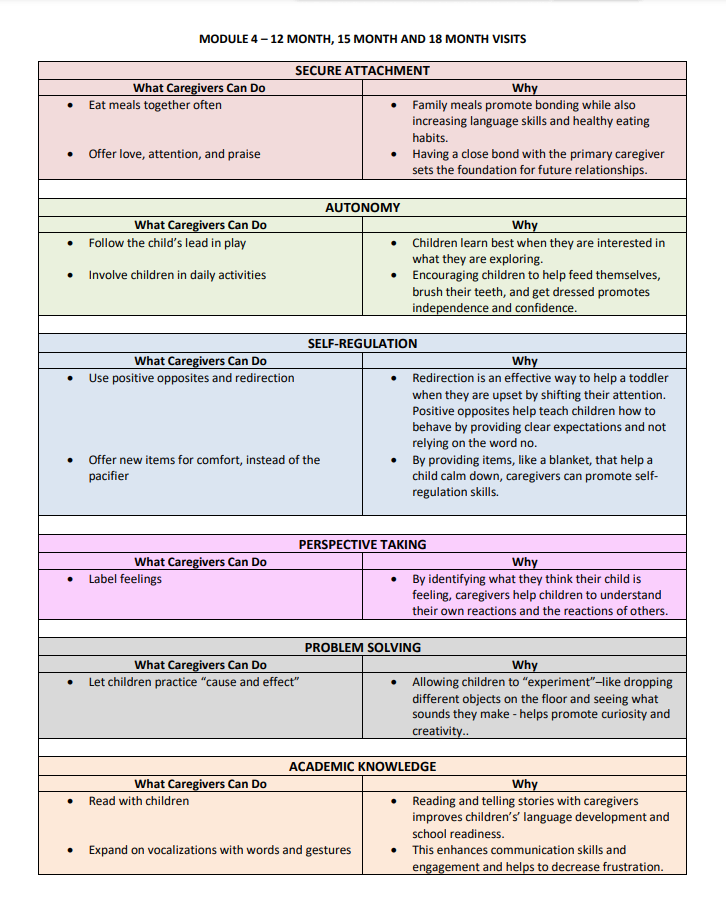 MODULE 4 – 12 MONTH, 15 MONTH AND 18 MONTH VISITS
SECURE ATTACHMENT
What Caregivers Can Do
Why
• Eat meals together often
• Family meals promote bonding while also
increasing language skills and healthy eating
habits.
• Offer love, attention, and praise
• Having a close bond with the primary caregiver
sets the foundation for future relationships.
AUTONOMY
What Caregivers Can Do
Why
• Follow the child’s lead in play
• Children learn best when they are interested in
what they are exploring.
• Involve children in daily activities
• Encouraging children to help feed themselves,
brush their teeth, and get dressed promotes
independence and confidence.
SELF-REGULATION
What Caregivers Can Do
Why
• Use positive opposites and redirection
• Redirection is an effective way to help a toddler
when they are upset by shifting their attention.
Positive opposites help teach children how to
behave by providing clear expectations and not
relying on the word no.
• Offer new items for comfort, instead of the
pacifier
• By providing items, like a blanket, that help a
child calm down, caregivers can promote self-
regulation skills.
PERSPECTIVE TAKING
What Caregivers Can Do
Why
• Label feelings
• By identifying what they think their child is
feeling, caregivers help children to understand
their own reactions and the reactions of others.
PROBLEM SOLVING
What Caregivers Can Do
Why
• Let children practice “cause and effect”
• Allowing children to “experiment”–like dropping
different objects on the floor and seeing what
sounds they make - helps promote curiosity and
creativity..
ACADEMIC KNOWLEDGE
What Caregivers Can Do
Why
• Read with children
• Reading and telling stories with caregivers
improves children’s’ language development and
school readiness.
• Expand on vocalizations with words and gestures
• This enhances communication skills and
engagement and helps to decrease frustration.